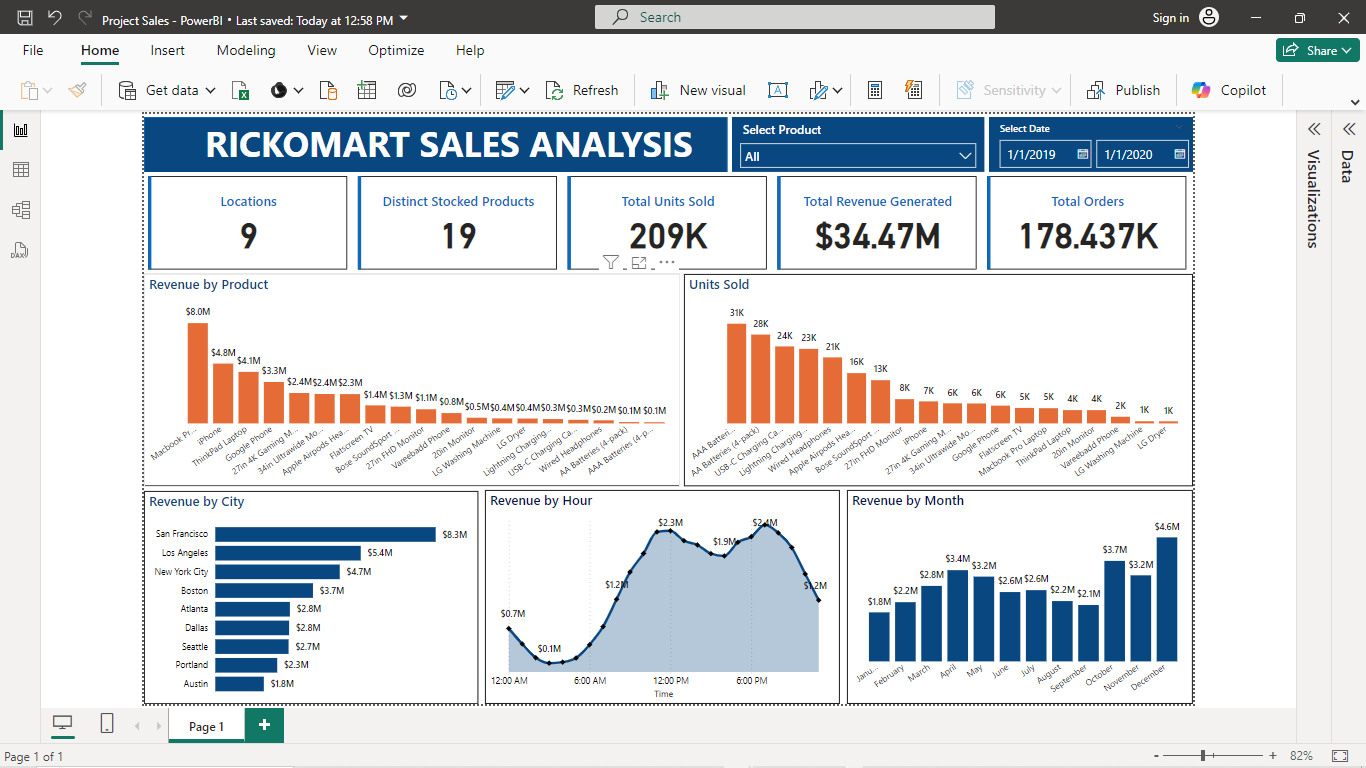 Project Sales - PowerBI • Last saved: Today at 12:58 PM
Search
Sign in
File Home Insert Modeling View Optimize Help
Share
Get data
Refresh
New visual
Sensitivity
Publish
Copilot
RICKOMART SALES ANALYSIS
Select Product
All
Select Date
1/1/2019 1/1/2020
Locations
9
Distinct Stocked Products
19
Total Units Sold
209K
Total Revenue Generated
$34.47M
Total Orders
178.437K
Visualizations
Data
DAX
Revenue by Product
$8.0M $4.8M $4.1M $3.3M $2.4M $2.4M $2.3M $1.4M $1.3M $1.1M $0.8M $0.5M $0.4M $0.4M $0.3M $0.3M $0.2M $0.1M $0.1M
Macbook Pr... iPhone ThinkPad Laptop Google Phone 27in 4K Gaming M... 34in Ultrawide Mo... Apple Airpods Hea... Flatscreen TV Bose SoundSport ... 27in FHD Monitor Vareebadd Phone 20in Monitor LG Washing Machine LG Dryer Lightning Charging... USB-C Charging Ca... Wired Headphones AA Batteries (4-pack) AAA Batteries (4-p...
Units Sold
31K 28K 24K 23K 21K 16K 13K 8K 7K 6K 6K 6K 5K 5K 4K 4K 2K 1K 1K
AAA Batteri... AA Batteries (4-pack) USB-C Charging Ca... Lightning Charging... Wired Headphones Apple Airpods Hea... Bose SoundSport ... 27in FHD Monitor iPhone 27in 4K Gaming M... 34in Ultrawide Mo... Google Phone Flatscreen TV Macbook Pro Laptop ThinkPad Laptop 20in Monitor Vareebadd Phone LG Washing Machine LG Dryer
Revenue by City
San Francisco $8.3M
Los Angeles $5.4M
New York City $4.7M
Boston $3.7M
Atlanta $2.8M
Dallas $2.8M
Seattle $2.7M
Portland $2.3M
Austin $1.8M
Revenue by Hour
$0.7M $0.1M $1.2M $2.3M $1.9M $2.4M $1.2M
12:00 AM 6:00 AM 12:00 PM 6:00 PM
Time
Revenue by Month
$1.8M $2.2M $2.8M $3.4M $3.2M $2.6M $2.6M $2.2M $2.1M $3.7M $3.2M $4.6M
Janu... February March April May June July August September October November December
Page 1
Page 1 of 1
- + 82%